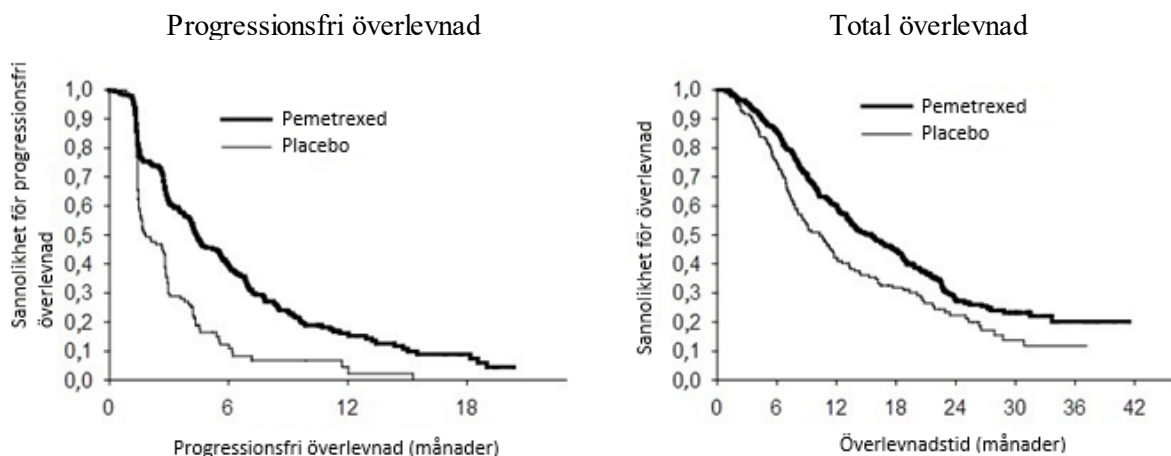 Progressionsfri överlevnad
Sannolikhet för progressionsfri
överlevnad
1,0
0,9
0,8
0,7
0,6
0,5
0,4
0,3
0,2
0,1
0,0
Pemetrexed
Placebo
0 6 12 18
Progressionsfri överlevnad (månader)
Total överlevnad
Sannolikhet för överlevnad
1,0
0,9
0,8
0,7
0,6
0,5
0,4
0,3
0,2
0,1
0,0
Pemetrexed
Placebo
0 6 12 18 24 30 36 42
Överlevnadstid (månader)